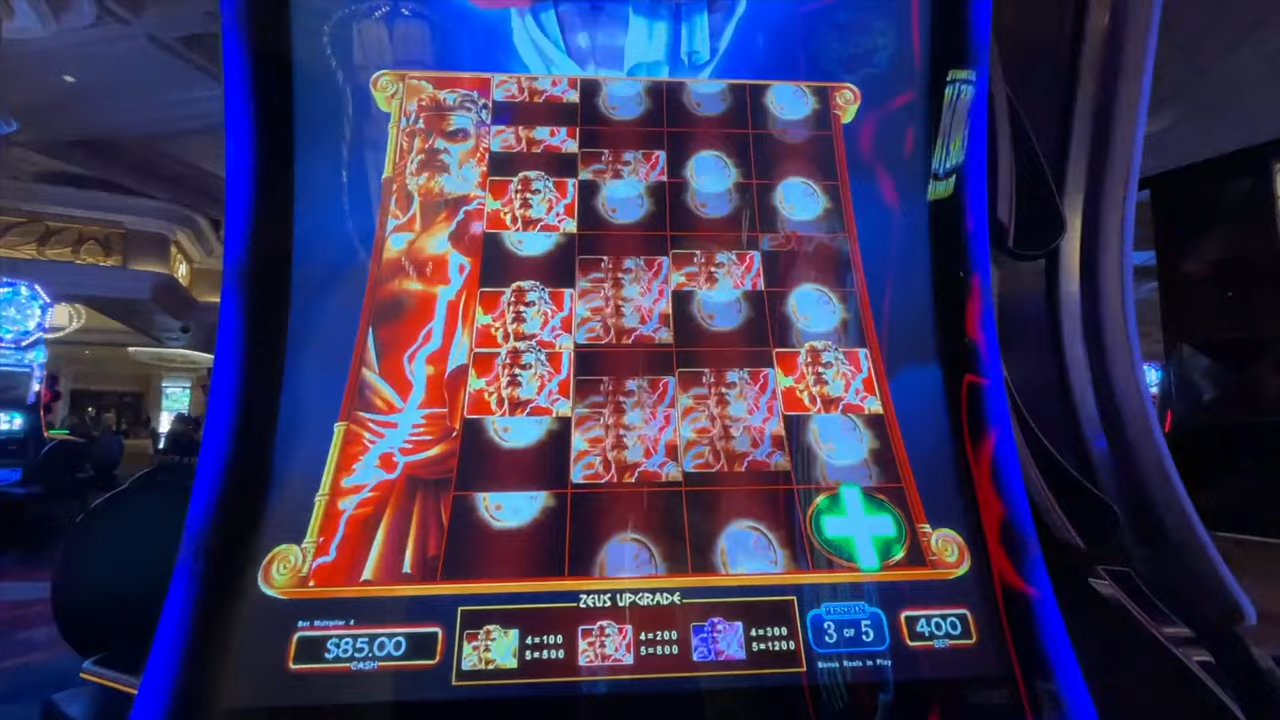 ZEUS UPGRADE
Bet Multiplier 4
$85.00
CASH
4=100
5=500
4=200
5=800
4=300
5=1200
RESPIN
3 OF 5
Bonus Reels In Play
400
BET